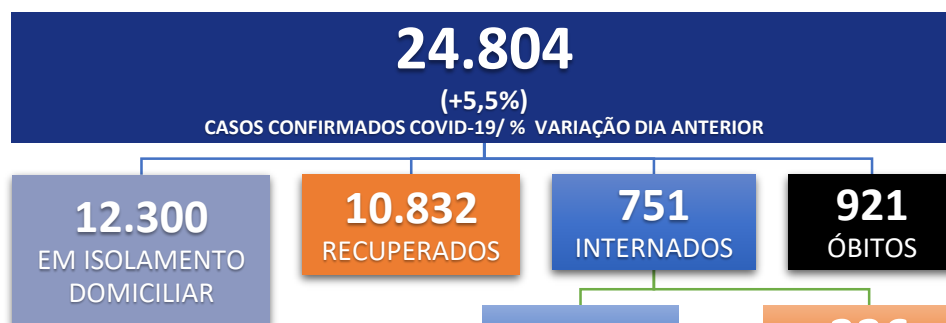 24.804
(+5,5%)
CASOS CONFIRMADOS COVID-19/ % VARIAÇÃO DIA ANTERIOR
12.300
EM ISOLAMENTO
DOMICILIAR
10.832
RECUPERADOS
751
INTERNADOS
921
ÓBITOS